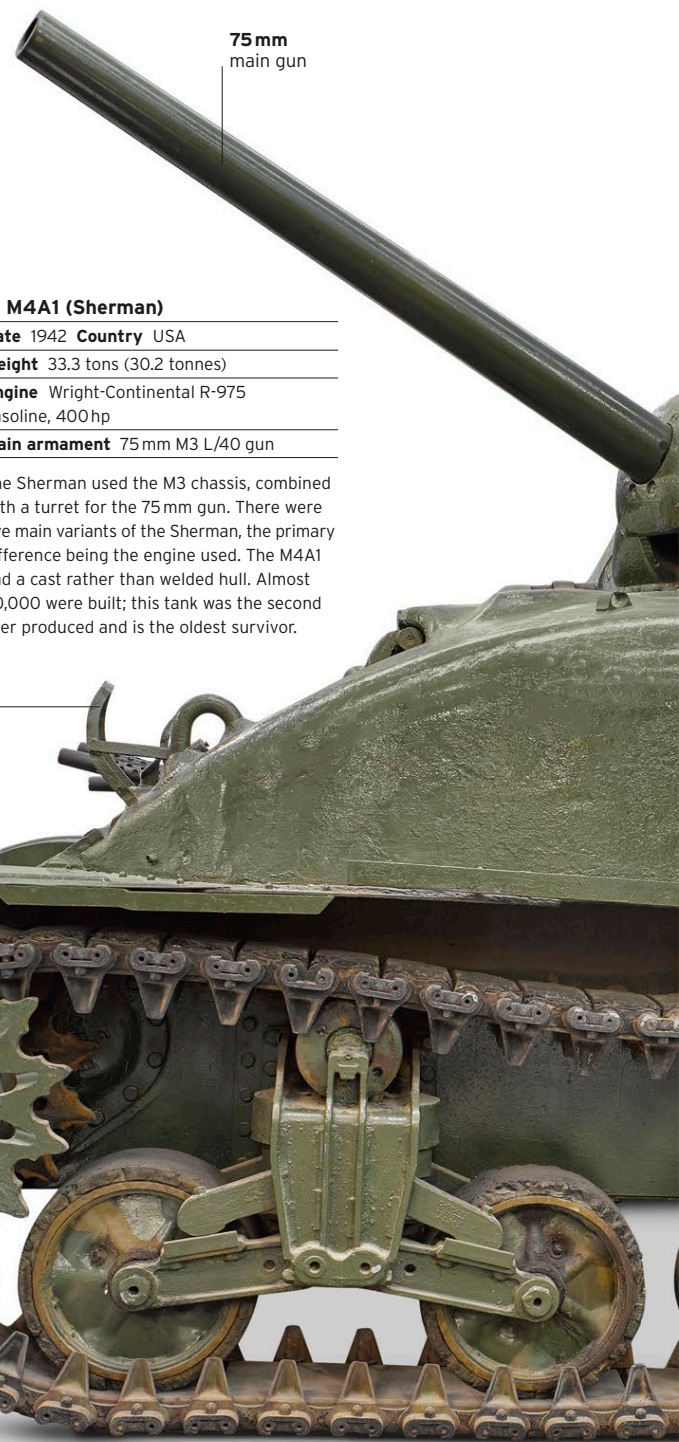 75 mm
main gun
M4A1 (Sherman)
ate 1942 Country USA
eight 33.3 tons (30.2 tonnes)
ngine Wright-Continental R-975
asoline, 400 hp
ain armament 75 mm M3 L/40 gun
he Sherman used the M3 chassis, combined
th a turret for the 75 mm gun. There were
ve main variants of the Sherman, the primary
fference being the engine used. The M4A1
ad a cast rather than welded hull. Almost
0,000 were built; this tank was the second
er produced and is the oldest survivor.